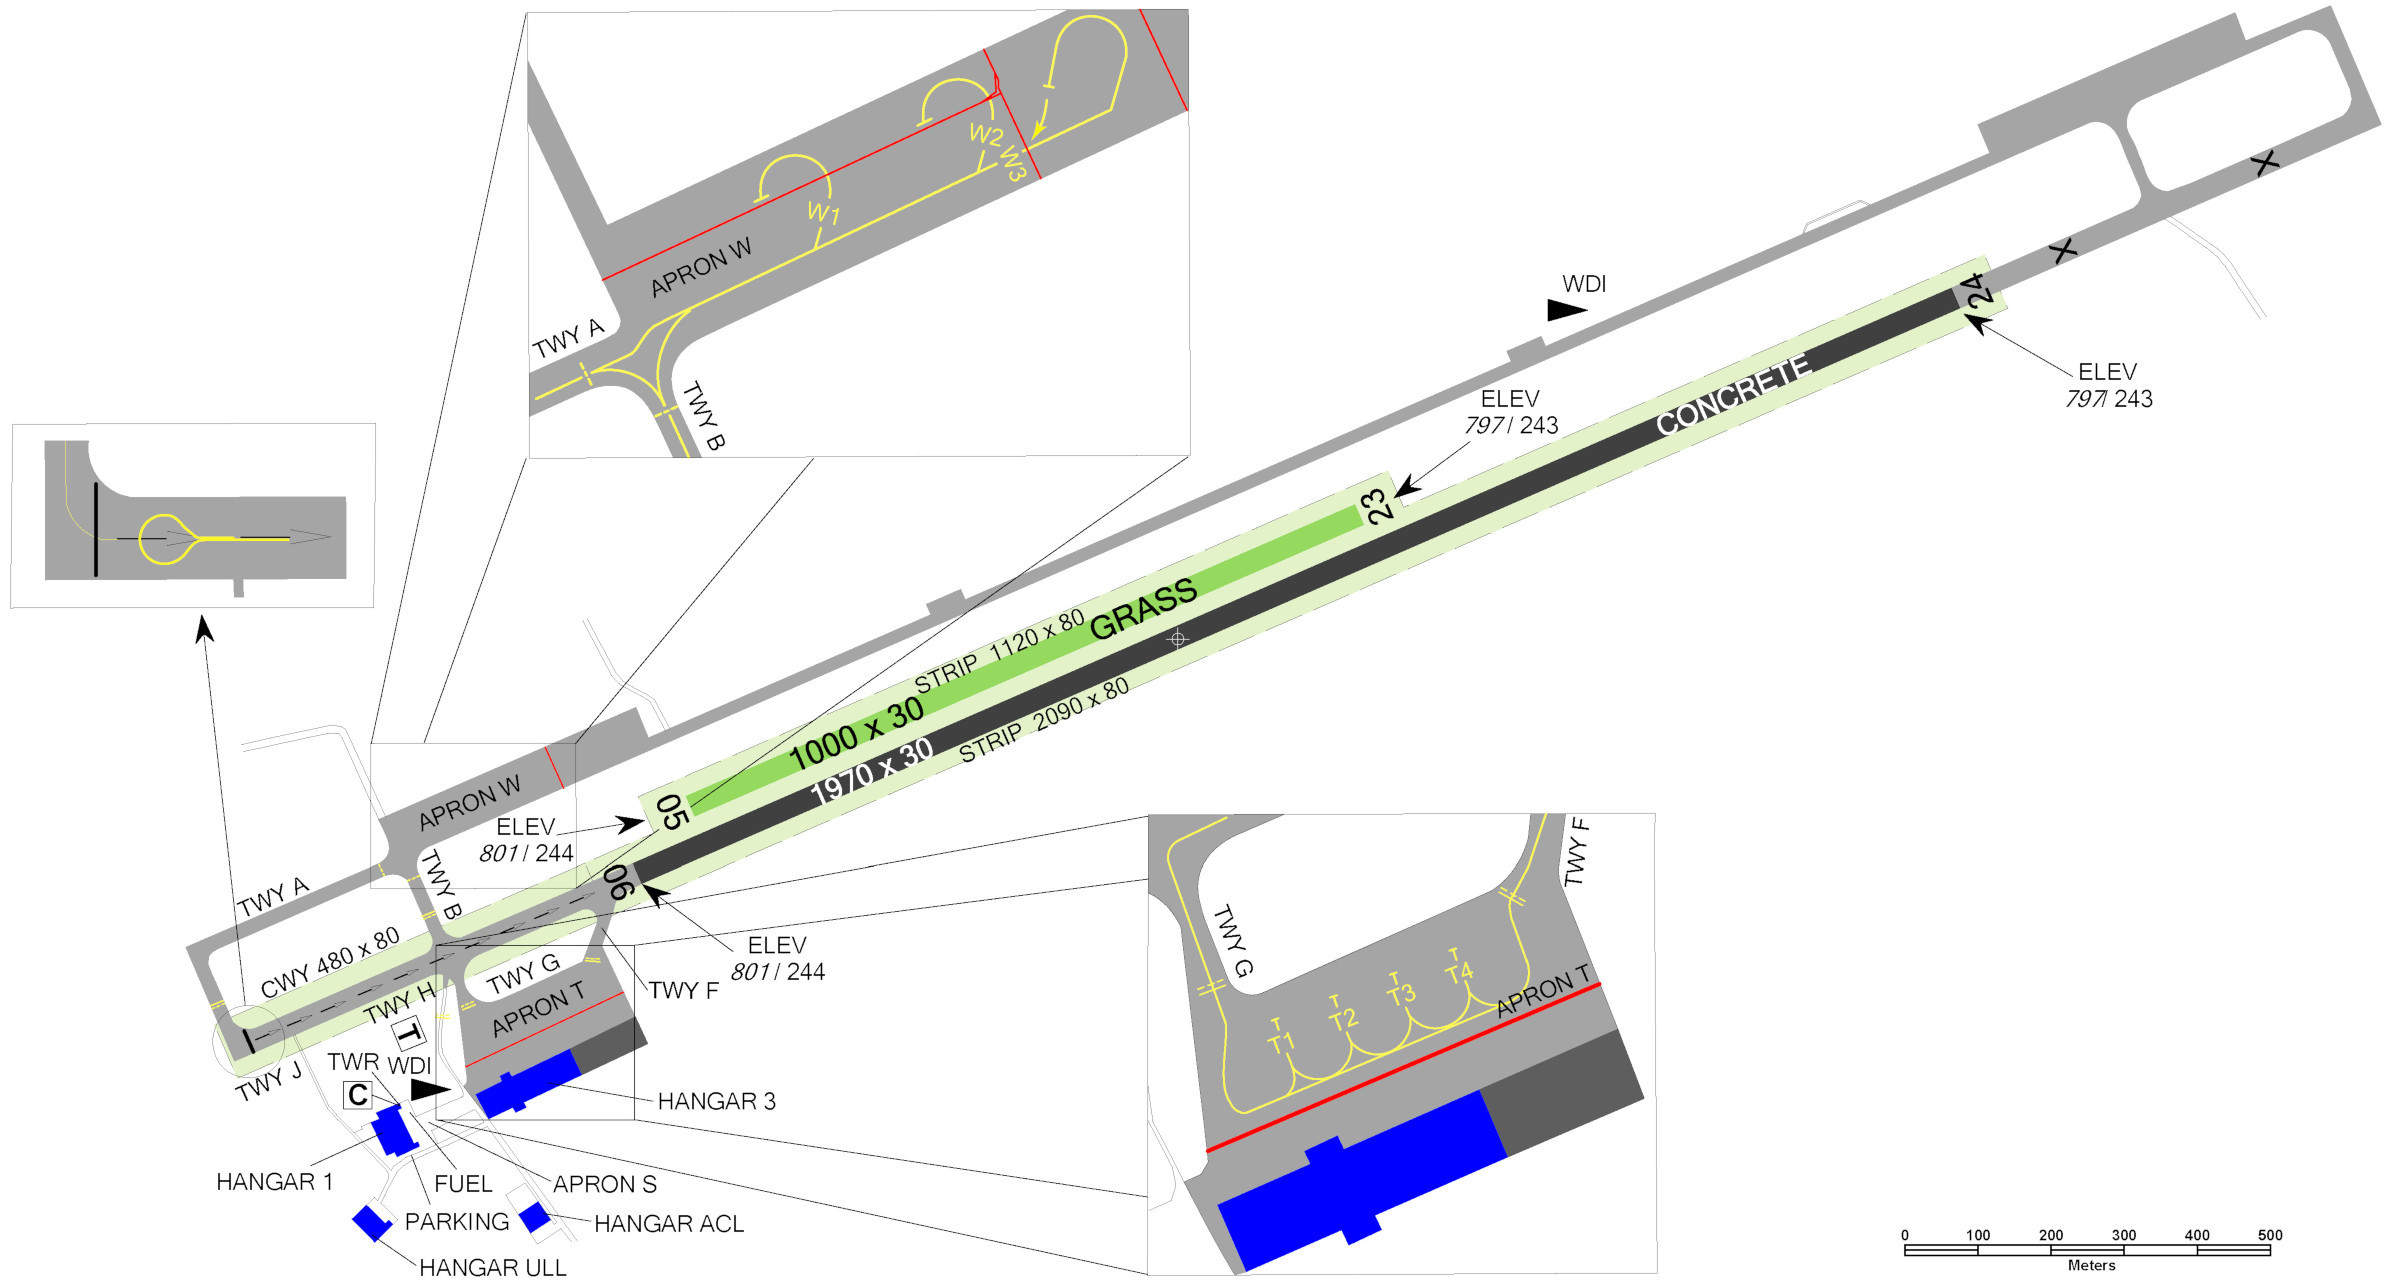 W2
W3
W1
APRON W
TWY A
TWY B
WDI
24
ELEV
797/ 243
CONCRETE
ELEV
797 / 243
23
GRASS
STRIP 1120 x 80
1000 x 30
1970 x 30
STRIP 2090 x 80
05
ELEV
801 / 244
APRON W
TWY A
TWY B
06
ELEV
801 / 244
CWY 480 x 80
TWY G
TWY H
TWY F
APRON T
T
TWY J
TWR
WDI
C
HANGAR 3
HANGAR 1
FUEL
APRON S
PARKING
HANGAR ACL
HANGAR ULL
TWY F
TWY G
T4
T3
T2
T1
APRON T
X
X
0 100 200 300 400 500
Meters